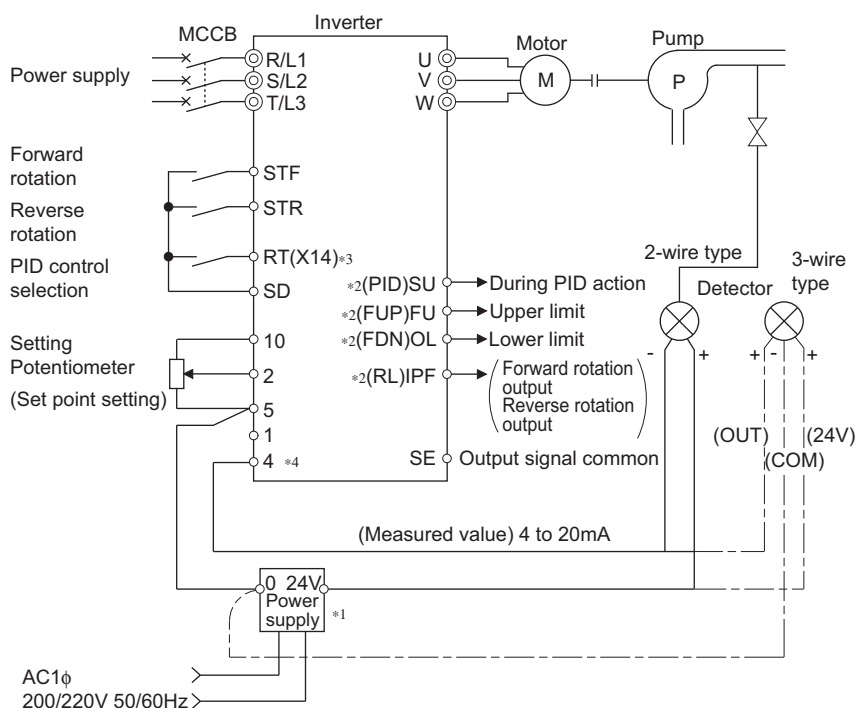 Inverter
MCCB
Power supply
R/L1
S/L2
T/L3
U
V
W
Motor
M
Pump
P
Forward
rotation
Reverse
rotation
PID control
selection
STF
STR
RT(X14)*3
SD
Setting
Potentiometer
(Set point setting)
10
2
5
1
4 *4
*2(PID)SU
During PID action
*2(FUP)FU
Upper limit
*2(FDN)OL
Lower limit
*2(RL)IPF
Forward rotation
output
Reverse rotation
output
SE
Output signal common
2-wire type
Detector
3-wire
type
- +
+ - +
(OUT)
(24V)
(COM)
(Measured value) 4 to 20mA
0 24V
Power
supply
*1
AC1ϕ
200/220V 50/60Hz